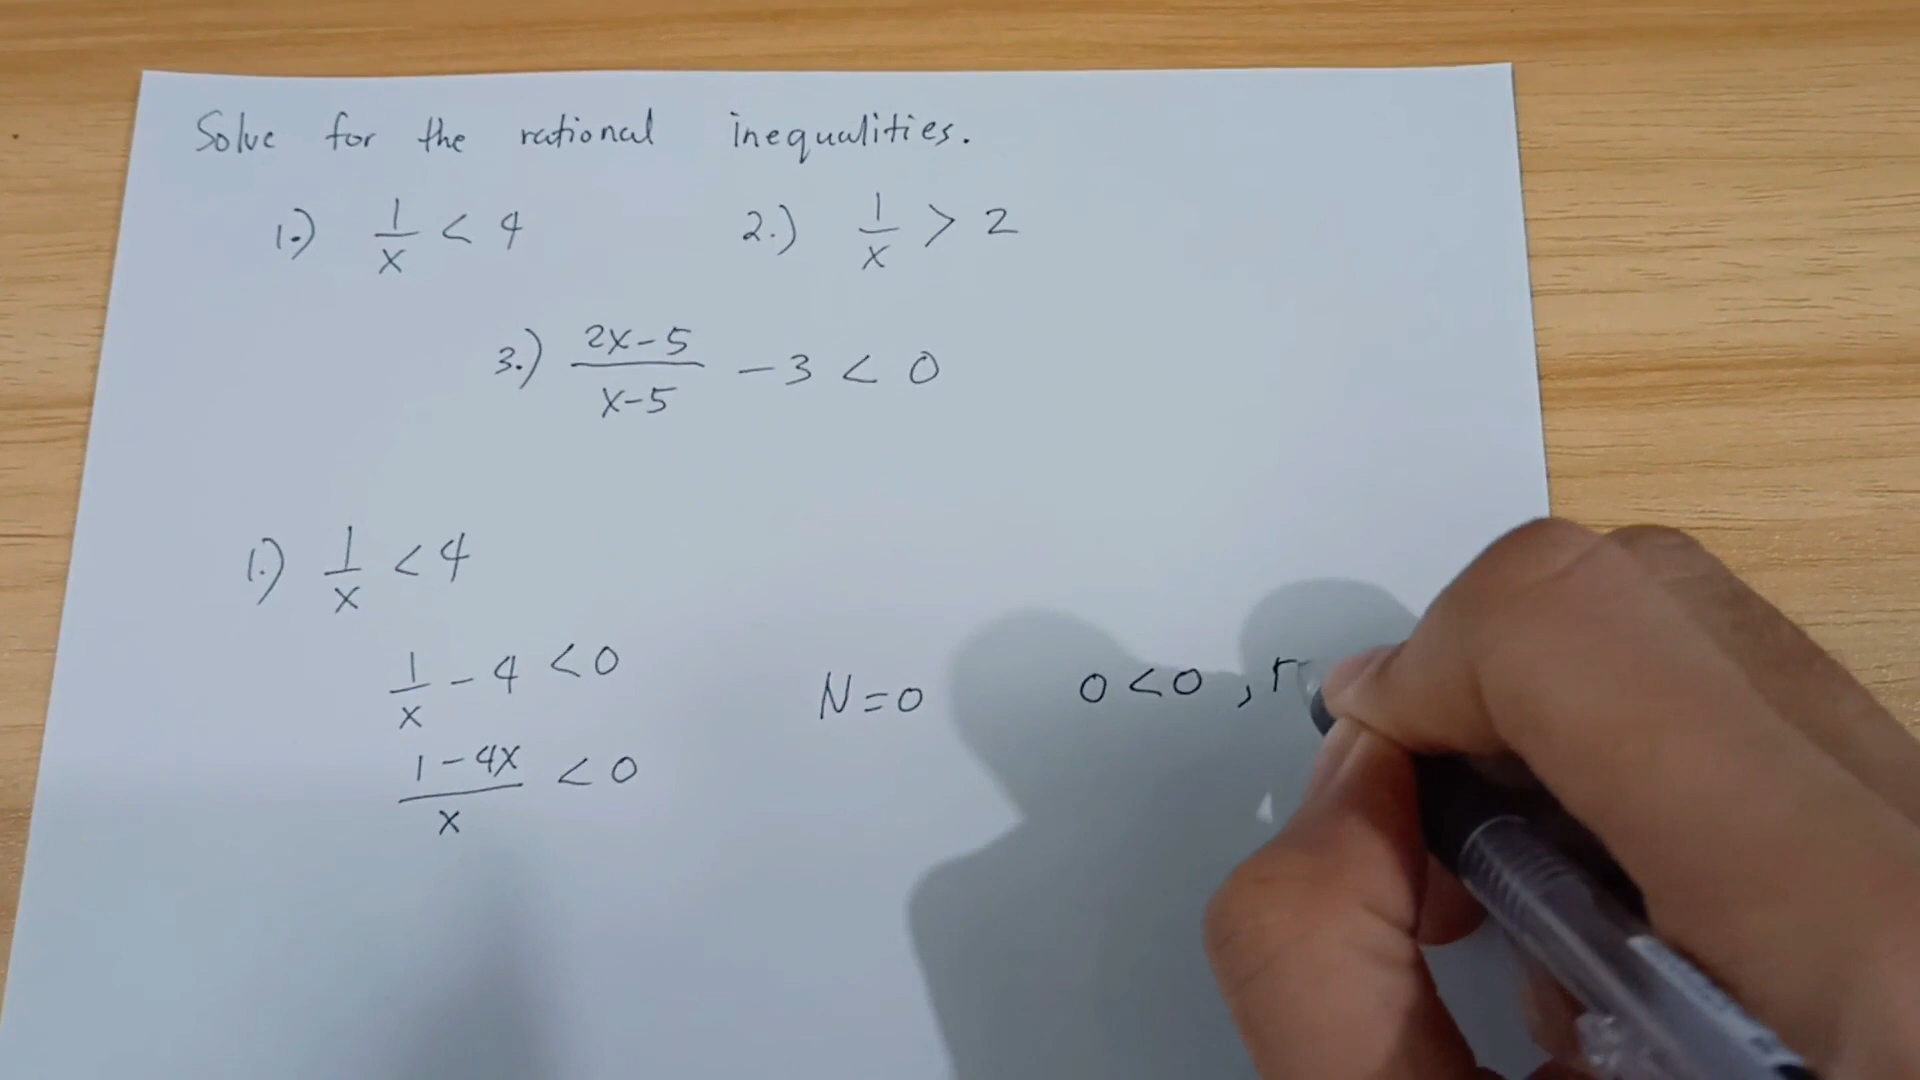 Solve for the rational inequalities.
1.) 1/x < 4 2.) 1/x > 2
3.) (2x-5)/(x-5) - 3 < 0
1.) 1/x < 4
1/x - 4 < 0
N = 0 0 < 0 ,
(1 - 4x)/x < 0